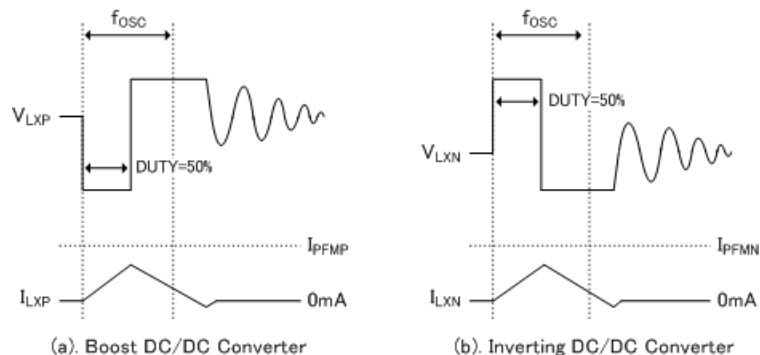 fOSC
VLXP
DUTY=50%
IPFMP
ILXP
0mA
(a). Boost DC/DC Converter
fOSC
VLXN
DUTY=50%
IPFMN
ILXN
0mA
(b). Inverting DC/DC Converter